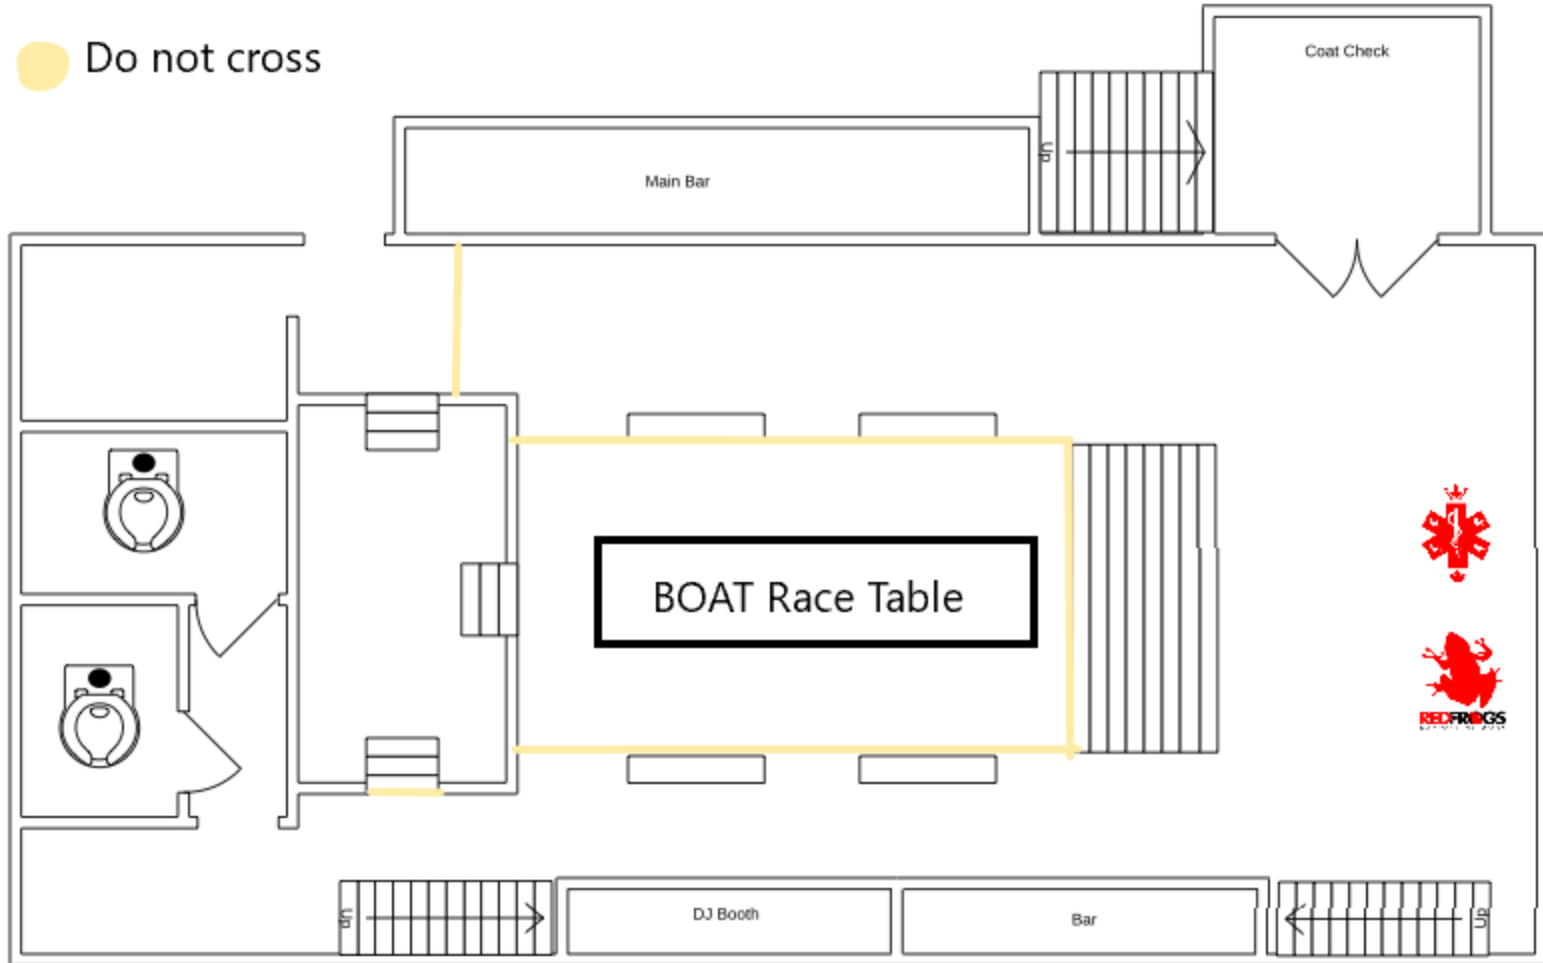 Do not cross
Coat Check
Up
Main Bar
BOAT Race Table
REDFROGS
Up
DJ Booth
Bar
Up